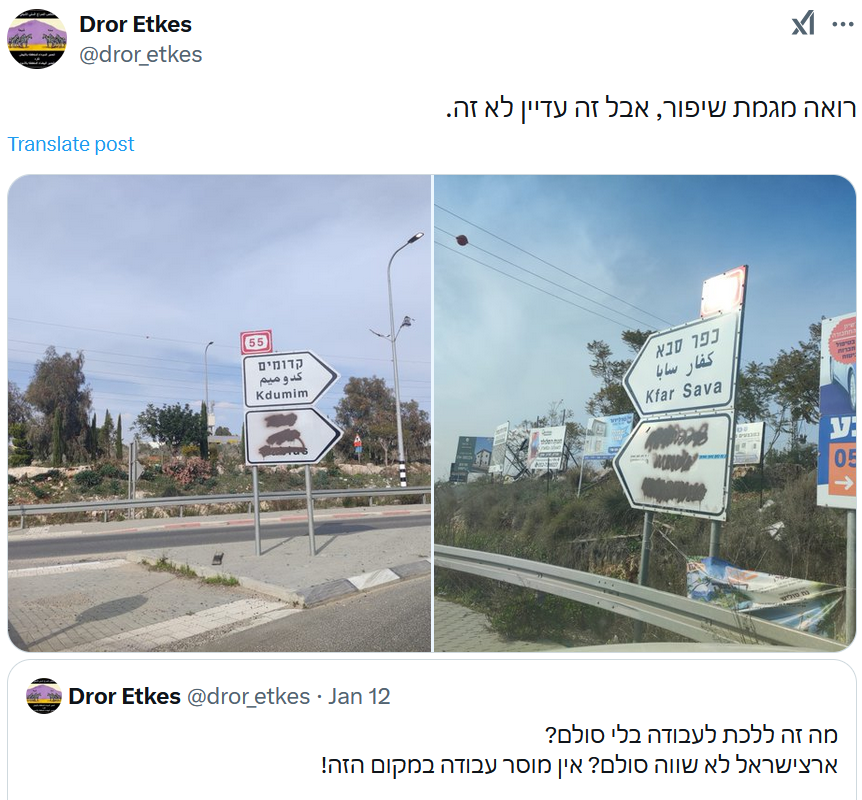 Dror Etkes
@dror_etkes
רואה מגמת שיפור, אבל זה עדיין לא זה.
Translate post
55
קדומים
كدوميم
Kdumim
כפר סבא
كفار سابا
Kfar Sava
05
Dror Etkes @dror_etkes · Jan 12
מה זה ללכת לעבודה בלי סולם?
ארצישראל לא שווה סולם? אין מוסר עבודה במקום הזה!